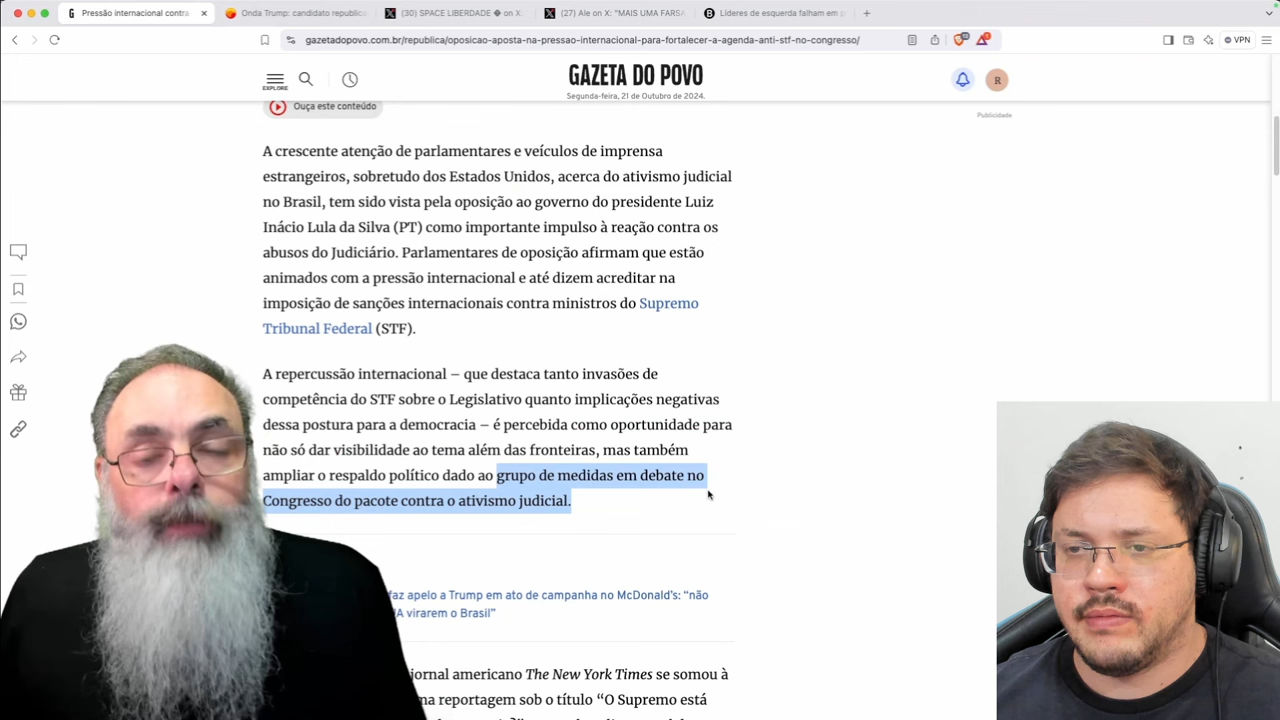 Pressão internacional contra
Onda Trump: candidato republica
(30) SPACE LIBERDADE � on X:
(27) Ale on X: "MAIS UMA FARSA
Líderes de esquerda falham em p
gazetadopovo.com.br/republica/oposicao-aposta-na-pressao-internacional-para-fortalecer-a-agenda-anti-stf-no-congresso/
VPN
EXPLORE
GAZETA DO POVO
Segunda-feira, 21 de Outubro de 2024.
R
Ouça este conteúdo
Publicidade
A crescente atenção de parlamentares e veículos de imprensa
estrangeiros, sobretudo dos Estados Unidos, acerca do ativismo judicial
no Brasil, tem sido vista pela oposição ao governo do presidente Luiz
Inácio Lula da Silva (PT) como importante impulso à reação contra os
abusos do Judiciário. Parlamentares de oposição afirmam que estão
animados com a pressão internacional e até dizem acreditar na
imposição de sanções internacionais contra ministros do Supremo
Tribunal Federal (STF).
A repercussão internacional – que destaca tanto invasões de
competência do STF sobre o Legislativo quanto implicações negativas
dessa postura para a democracia – é percebida como oportunidade para
não só dar visibilidade ao tema além das fronteiras, mas também
ampliar o respaldo político dado ao grupo de medidas em debate no
Congresso do pacote contra o ativismo judicial.
faz apelo a Trump em ato de campanha no McDonald's: “não
virarem o Brasil”
jornal americano The New York Times se somou à
ma reportagem sob o título “O Supremo está